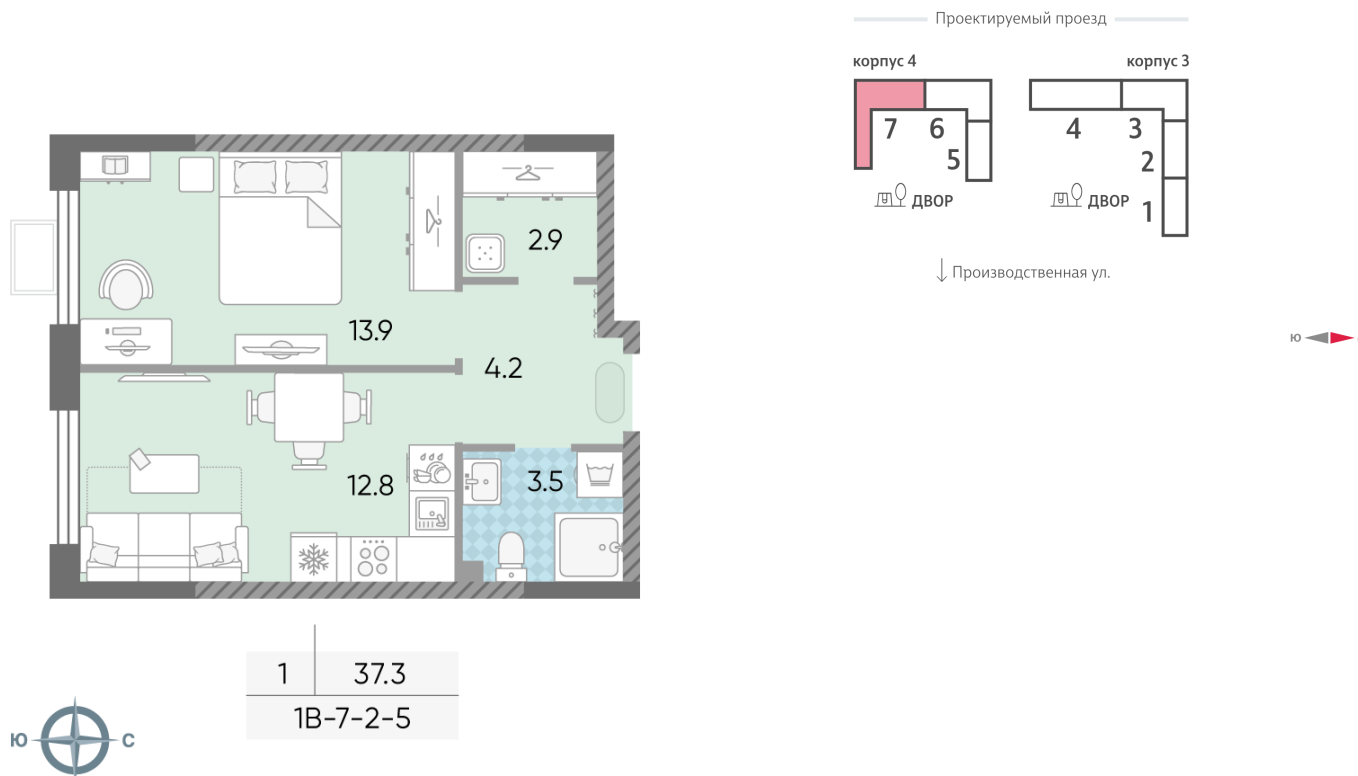 Проектируемый проезд
корпус 4
корпус 3
7
6
5
4
3
2
1
ДВОР
ДВОР
Производственная ул.
Ю
2.9
13.9
4.2
12.8
3.5
1
37.3
1В-7-2-5
Ю
С